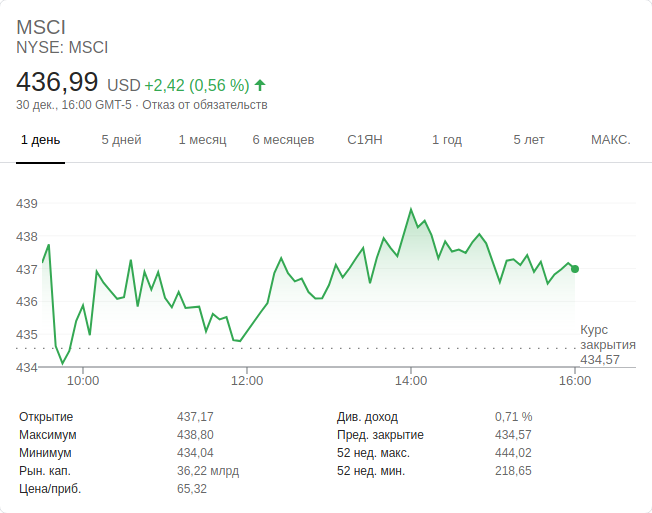 MSCI
NYSE: MSCI
436,99 USD +2,42 (0,56 %)
30 дек., 16:00 GMT-5 · Отказ от обязательств
1 день 5 дней 1 месяц 6 месяцев С1ЯН 1 год 5 лет МАКС.
439
438
437
436
435
434
Курс
закрытия
434,57
10:00 12:00 14:00 16:00
Открытие 437,17 Див. доход 0,71 %
Максимум 438,80 Пред. закрытие 434,57
Минимум 434,04 52 нед. макс. 444,02
Рын. кап. 36,22 млрд 52 нед. мин. 218,65
Цена/приб. 65,32